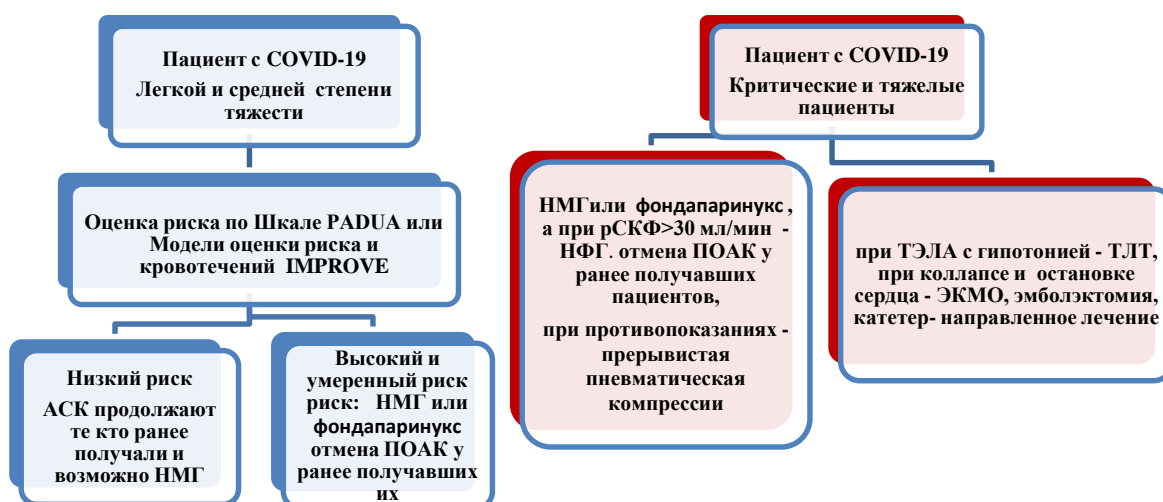 Пациент с COVID-19
Легкой и средней степени
тяжести
Оценка риска по Шкале PADUA или
Модели оценки риска и
кровотечений IMPROVE
Низкий риск
АСК продолжают
те кто ранее
получали и
возможно НМГ
Высокий и
умеренный риск
риск: НМГ или
фондапаринукс
отмена ПОАК у
ранее получавших
их
Пациент с COVID-19
Критические и тяжелые
пациенты
НМГили фондапаринукс ,
а при рСКФ>30 мл/мин -
НФГ. отмена ПОАК у
ранее получавших
пациентов,
при противопоказаниях -
прерывистая
пневматическая
компрессии
при ТЭЛА с гипотонией - ТЛТ,
при коллапсе и остановке
сердца - ЭКМО, эмболэктомия,
катетер- направленное лечение